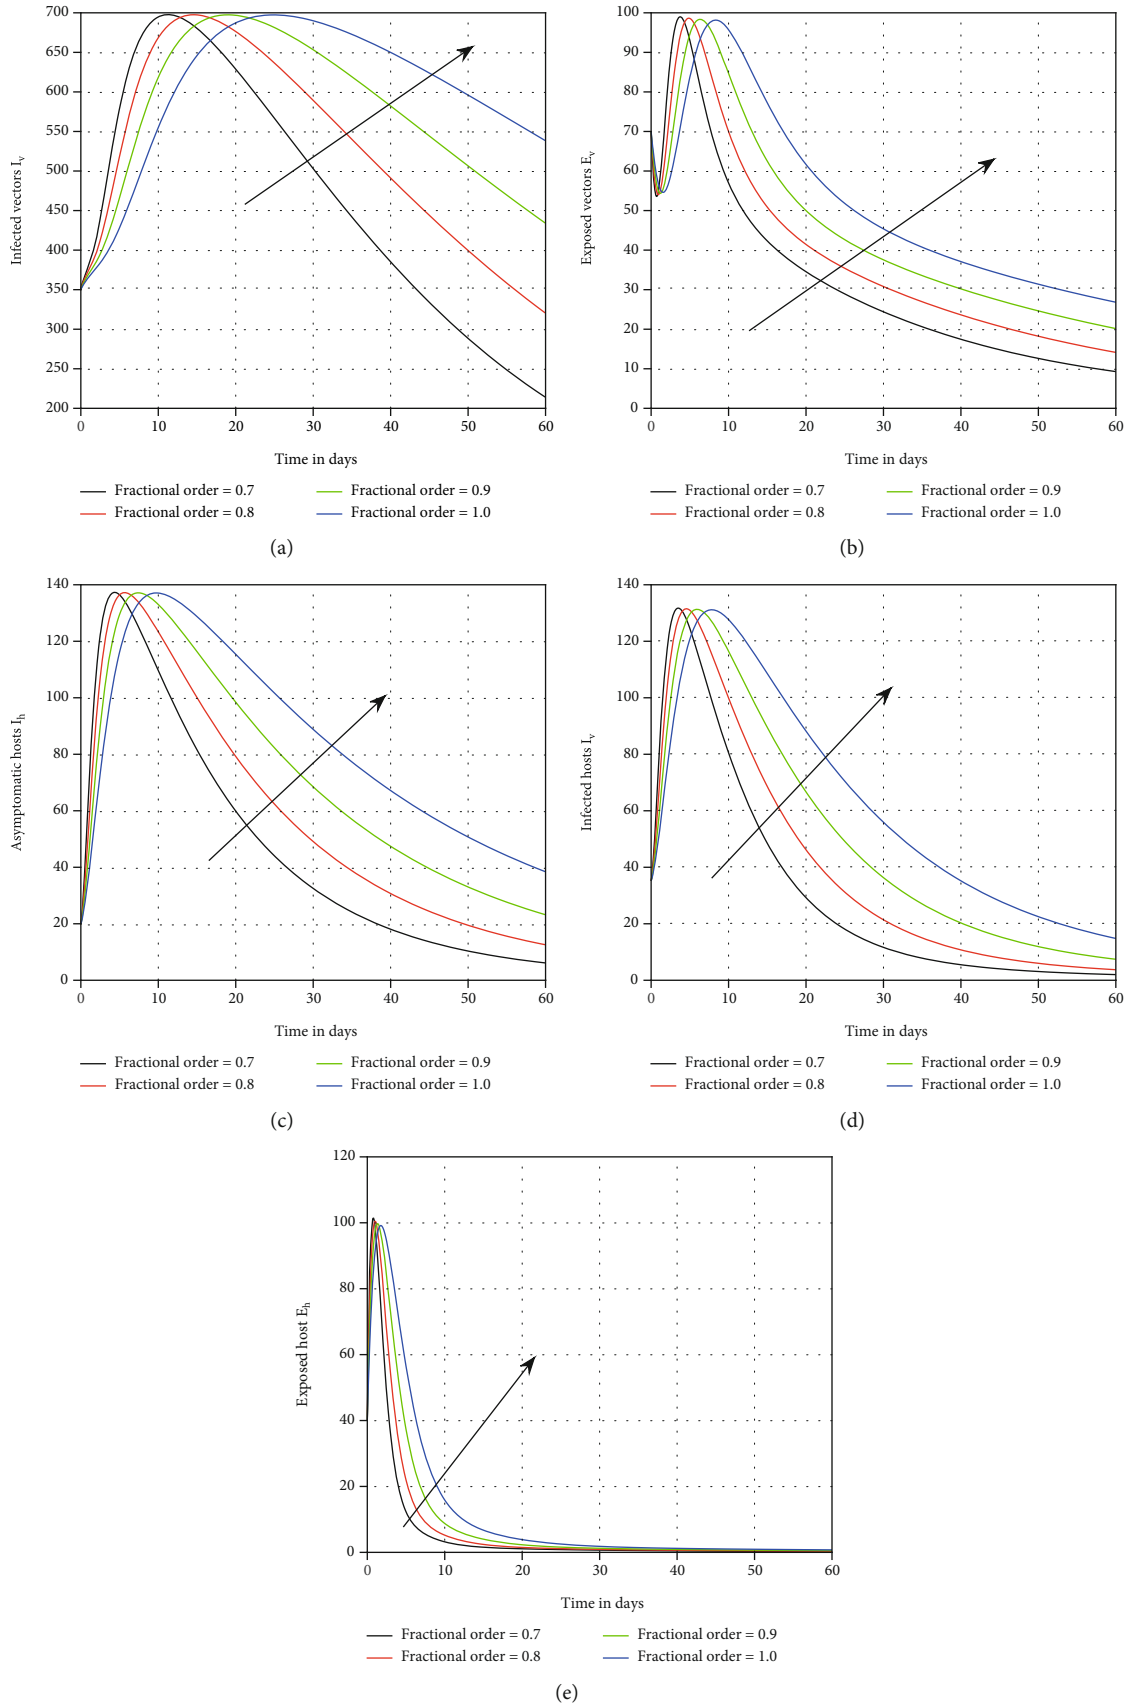 Infected vectors I_v
700
650
600
550
500
450
400
350
300
250
200
0 10 20 30 40 50 60
Time in days
Fractional order = 0.7
Fractional order = 0.8
Fractional order = 0.9
Fractional order = 1.0
(a)
Exposed vectors E_v
100
90
80
70
60
50
40
30
20
10
0
0 10 20 30 40 50 60
Time in days
Fractional order = 0.7
Fractional order = 0.8
Fractional order = 0.9
Fractional order = 1.0
(b)
Asymptomatic hosts I_h
140
120
100
80
60
40
20
0
0 10 20 30 40 50 60
Time in days
Fractional order = 0.7
Fractional order = 0.8
Fractional order = 0.9
Fractional order = 1.0
(c)
Infected hosts I_v
140
120
100
80
60
40
20
0
0 10 20 30 40 50 60
Time in days
Fractional order = 0.7
Fractional order = 0.8
Fractional order = 0.9
Fractional order = 1.0
(d)
Exposed host E_h
120
100
80
60
40
20
0
0 10 20 30 40 50 60
Time in days
Fractional order = 0.7
Fractional order = 0.8
Fractional order = 0.9
Fractional order = 1.0
(e)